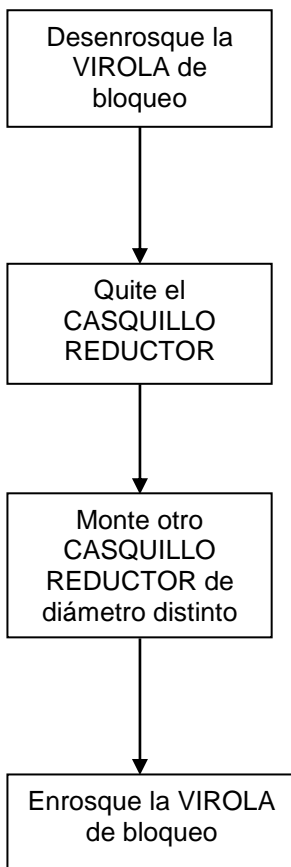 Desenrosque la
VIROLA de
bloqueo
Quite el
CASQUILLO
REDUCTOR
Monte otro
CASQUILLO
REDUCTOR de
diámetro distinto
Enrosque la VIROLA
de bloqueo